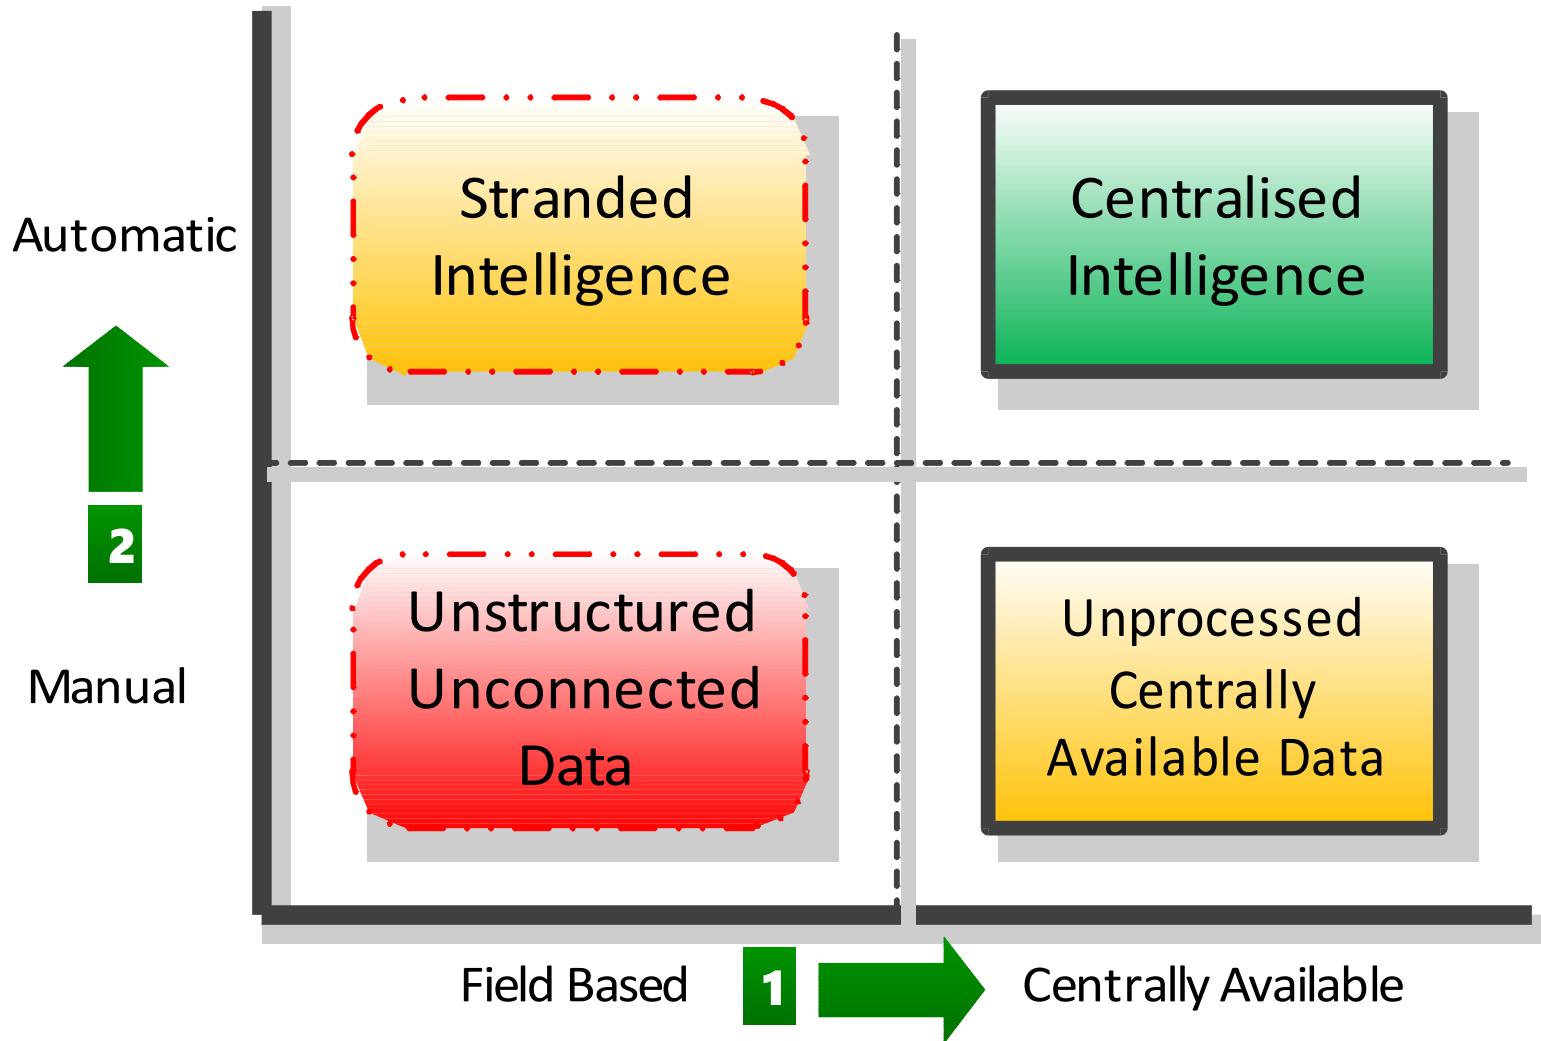 Stranded
Intelligence
Centralised
Intelligence
Automatic
2
Manual
Unstructured
Unconnected
Data
Unprocessed
Centrally
Available Data
Field Based
1
Centrally Available